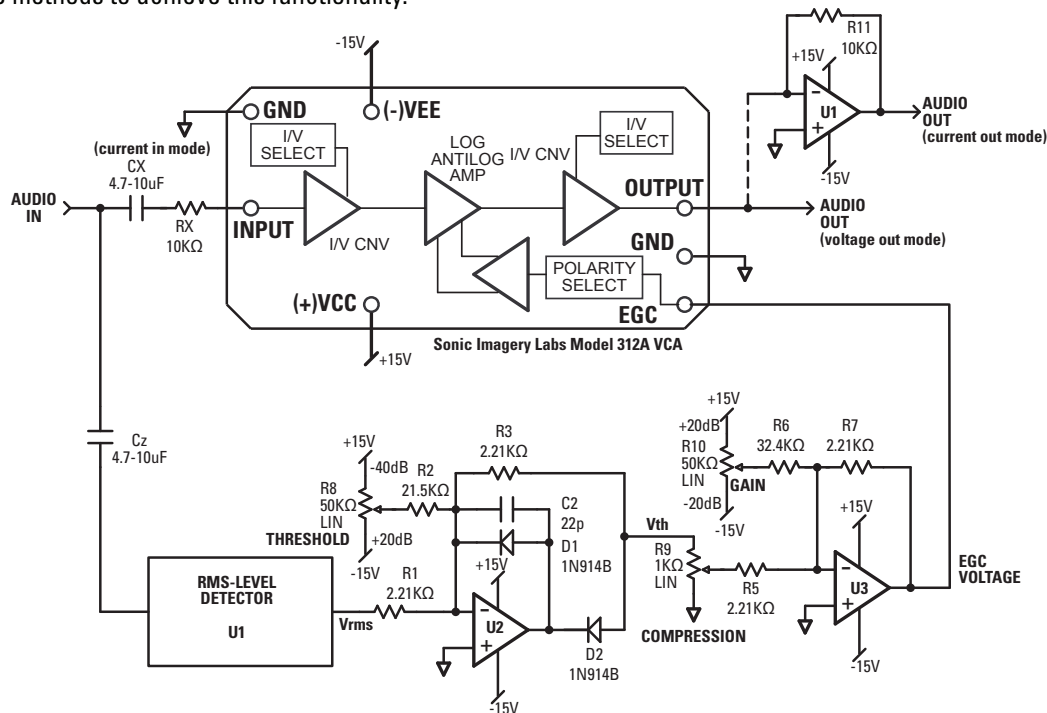 s methods to achieve this functionality.
-15V
GND
(-)VEE
(current in mode)
CX
4.7-10uF
AUDIO
IN
RX
10KΩ
INPUT
I/V
SELECT
I/V CNV
LOG
ANTILOG
AMP
I/V CNV
I/V
SELECT
OUTPUT
GND
POLARITY
SELECT
EGC
(+)VCC
+15V
Sonic Imagery Labs Model 312A VCA
R11
10KΩ
+15V
−
+
U1
-15V
AUDIO
OUT
(current out mode)
AUDIO
OUT
(voltage out mode)
Cz
4.7-10uF
RMS-LEVEL
DETECTOR
U1
Vrms
R1
2.21KΩ
+15V
-40dB
R8
50KΩ
LIN
THRESHOLD
+20dB
-15V
R2
21.5KΩ
R3
2.21KΩ
C2
22p
D1
1N914B
+15V
−
+
U2
-15V
D2
1N914B
Vth
R9
1KΩ
LIN
COMPRESSION
R5
2.21KΩ
+15V
+20dB
R10
50KΩ
LIN
GAIN
-20dB
-15V
R6
32.4KΩ
R7
2.21KΩ
+15V
−
+
U3
-15V
EGC
VOLTAGE